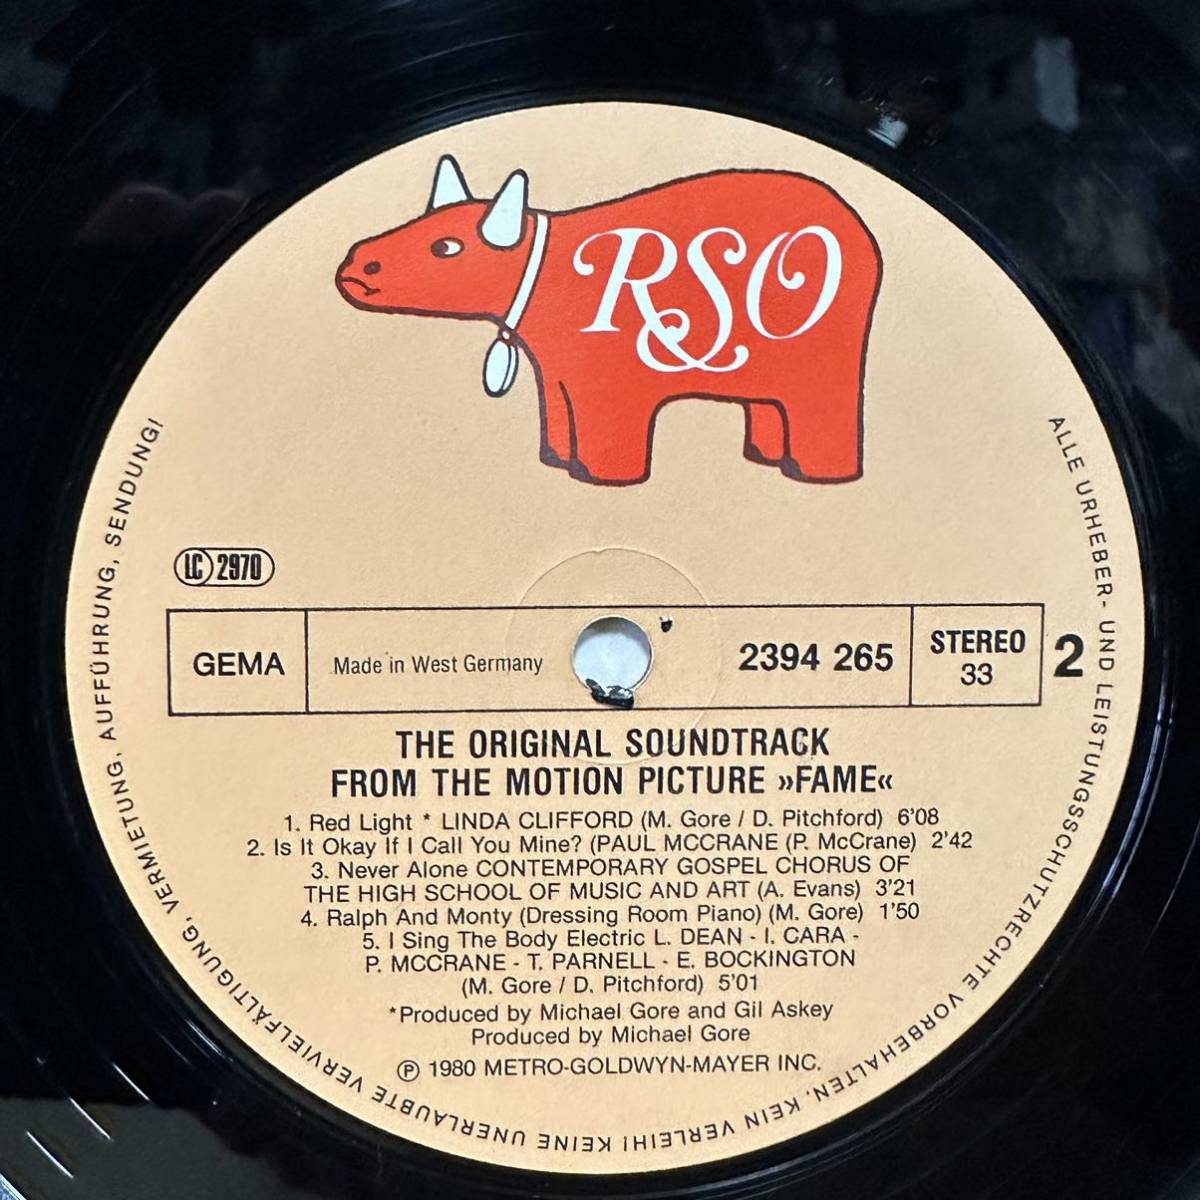 RSO
LC 2970
GEMA
Made in West Germany
2394 265
STEREO
33
2
THE ORIGINAL SOUNDTRACK
FROM THE MOTION PICTURE »FAME«
1. Red Light * LINDA CLIFFORD (M. Gore / D. Pitchford) 6'08
2. Is It Okay If I Call You Mine? (PAUL MCCRANE (P. McCrane) 2'42
3. Never Alone CONTEMPORARY GOSPEL CHORUS OF
THE HIGH SCHOOL OF MUSIC AND ART (A. Evans) 3'21
4. Ralph And Monty (Dressing Room Piano) (M. Gore) 1'50
5. I Sing The Body Electric L. DEAN - I. CARA -
P. MCCRANE - T. PARNELL - E. BOCKINGTON
(M. Gore / D. Pitchford) 5'01
*Produced by Michael Gore and Gil Askey
Produced by Michael Gore
Ⓟ 1980 METRO-GOLDWYN-MAYER INC.
ALLE URHEBER- UND LEISTUNGSSCHUTZRECHTE VORBEHALTEN. KEIN VERLEIH! KEINE UNERLAUBTE VERVIELFÄLTIGUNG, VERMIETUNG, AUFFÜHRUNG, SENDUNG!